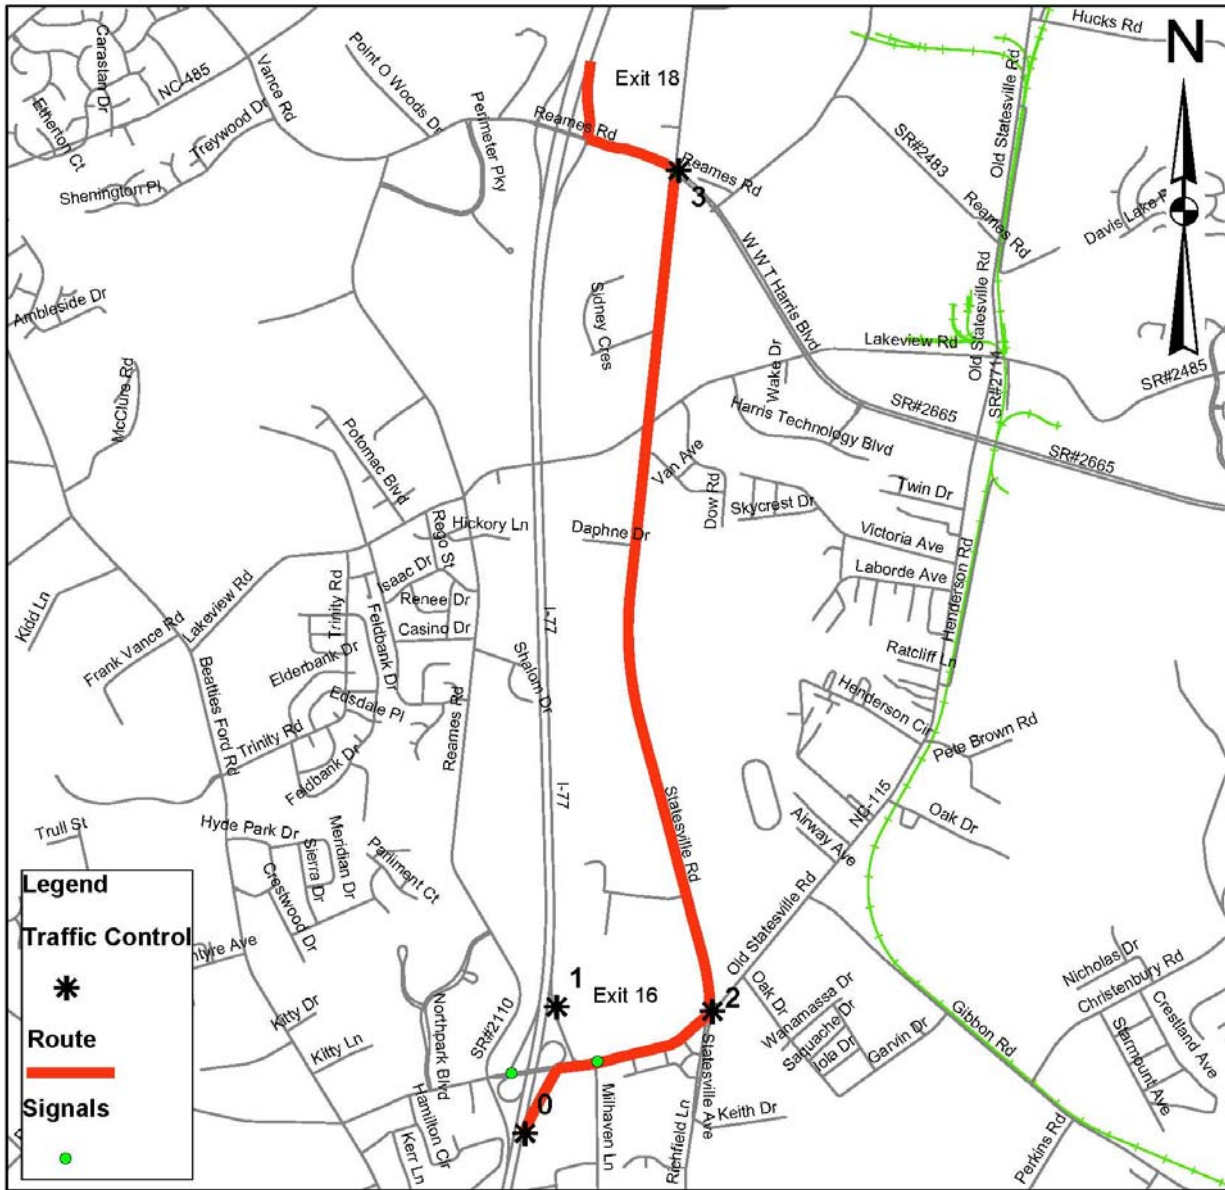 Hucks Rd
N
Carastan Dr
NC-485
Vance Rd
Point O Woods Dr
Exit 18
Old Statesville Rd
Etherton Ct
Treywood Dr
Perimeter Pky
Reames Rd
SR#2483
Shenington Pl
Reames Rd
3
Reames Rd
Ambleside Dr
Sidney Cres
W W T Harris Blvd
Old Statesville Rd
Lakeview Rd
McClure Rd
Wake Dr
SR#2714
SR#2485
Potomac Blvd
Harris Technology Blvd
SR#2665
SR#2665
Van Ave
Dow Rd
Twin Dr
Skycrest Dr
Hickory Ln
Rego St
Daphne Dr
Victoria Ave
Henderson Rd
Isaac Dr
Laborde Ave
Kidd Ln
Lakeview Rd
Trinity Rd
Renee Dr
I-77
Frank Vance Rd
Feldbank Dr
Casino Dr
Ratcliff Ln
Elderbank Dr
Shalom Dr
Henderson Cir
Beatties Ford Rd
Edsdale Pl
Reames Rd
Trinity Rd
Pete Brown Rd
Feldbank Dr
I-77
Statesville Rd
NC-115
Oak Dr
Trull St
Hyde Park Dr
Sierra Dr
Meridian Dr
Parliment Ct
Airway Ave
Crestwood Dr
Legend
Traffic Control
Old Statesville Rd
ntyre Ave
1
Exit 16
2
Oak Dr
Wanamassa Dr
Nicholas Dr
Christenbury Rd
Kitty Dr
Northpark Blvd
SR#2110
Saquache Dr
Iola Dr
Garvin Dr
Gibbon Rd
Crestland Ave
Starmount Ave
Route
Kitty Ln
Statesville Ave
Signals
0
Milhaven Ln
Keith Dr
Hamilton Cir
Kerr Ln
Richfield Ln
Perkins Rd